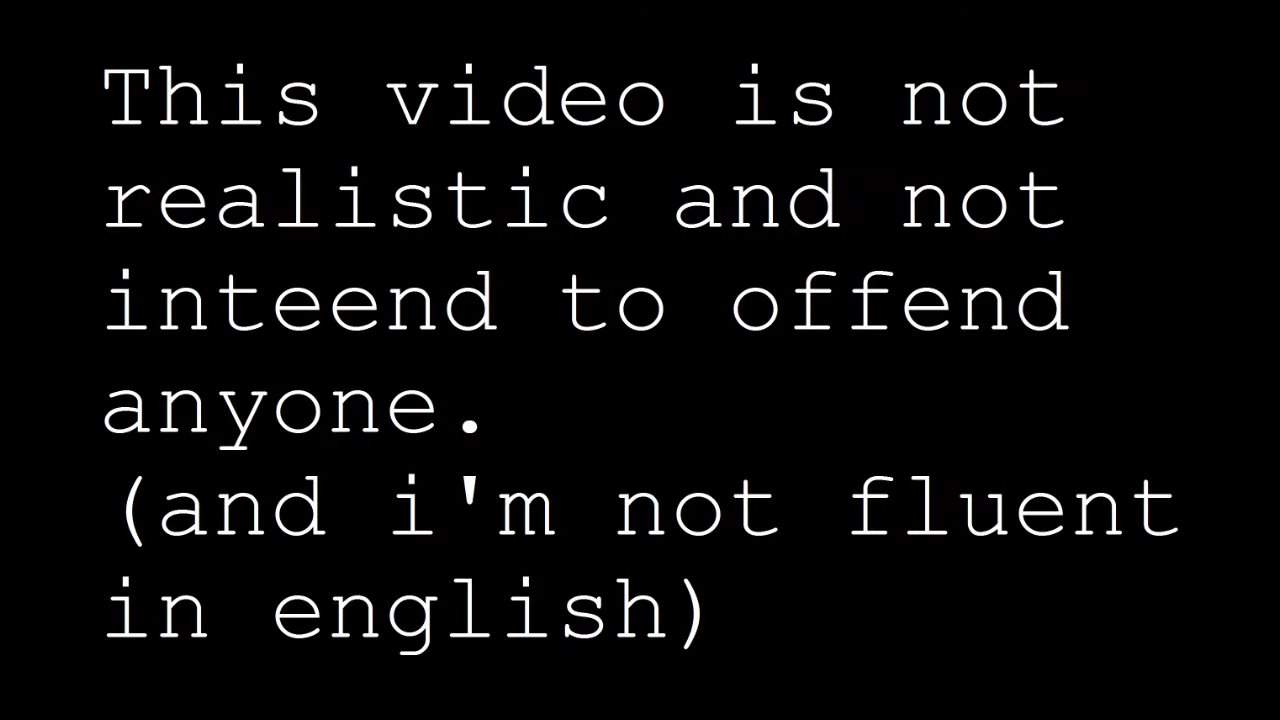 This video is not
realistic and not
inteend to offend
anyone.
(and i'm not fluent
in english)